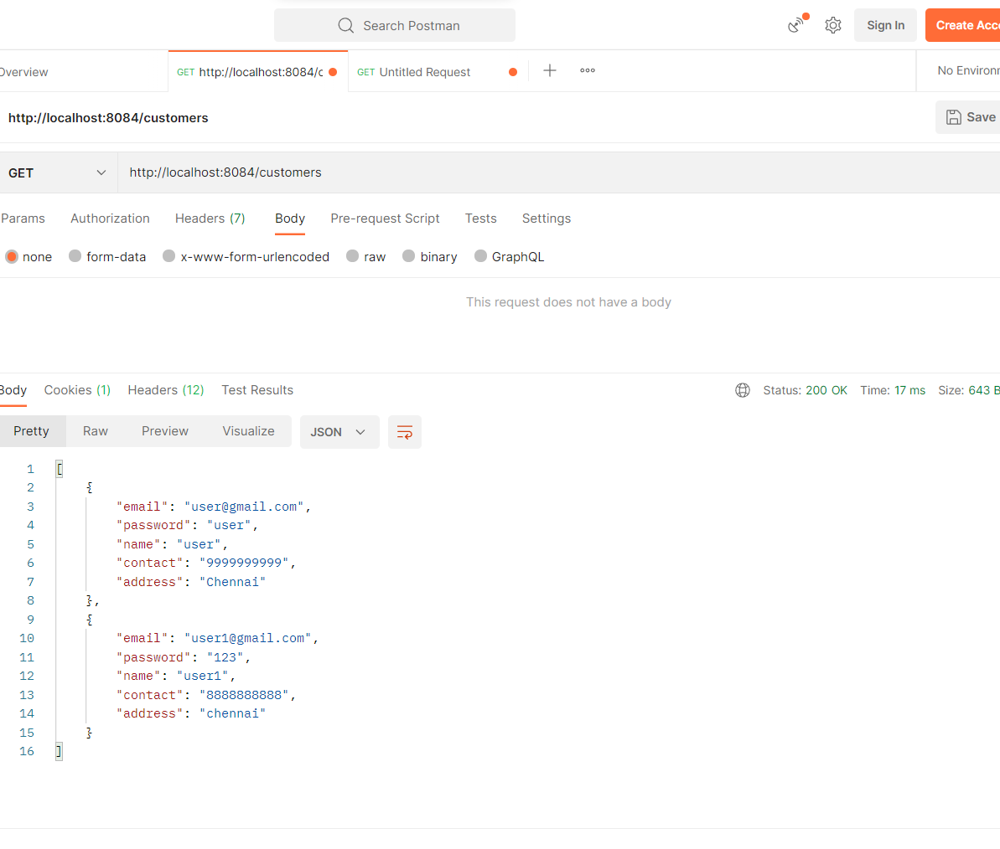 Search Postman
Sign In
Create Acc
Overview
GET http://localhost:8084/c
GET Untitled Request
No Environ
http://localhost:8084/customers
Save
GET
http://localhost:8084/customers
Params Authorization Headers (7) Body Pre-request Script Tests Settings
none form-data x-www-form-urlencoded raw binary GraphQL
This request does not have a body
Body Cookies (1) Headers (12) Test Results
Status: 200 OK Time: 17 ms Size: 643 B
Pretty Raw Preview Visualize JSON
1 [
2 {
3 "email": "user@gmail.com",
4 "password": "user",
5 "name": "user",
6 "contact": "9999999999",
7 "address": "Chennai"
8 },
9 {
10 "email": "user1@gmail.com",
11 "password": "123",
12 "name": "user1",
13 "contact": "8888888888",
14 "address": "chennai"
15 }
16 ]